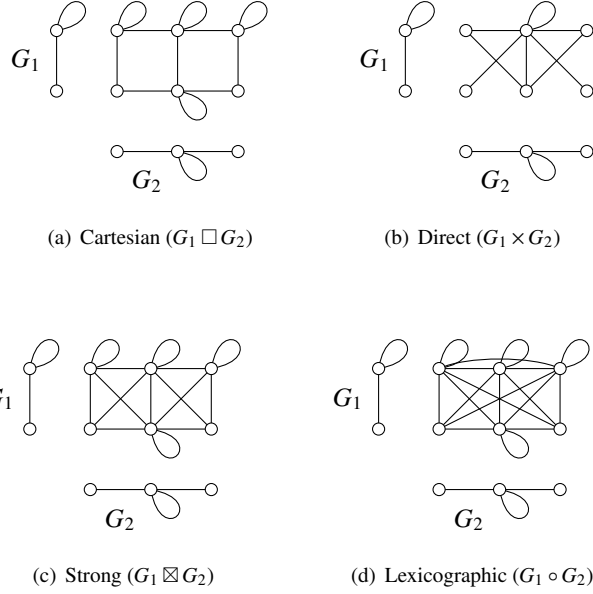 G₁
G₂
(a) Cartesian (G₁ □ G₂)
G₁
G₂
(b) Direct (G₁ × G₂)
G₁
G₂
(c) Strong (G₁ ⊠ G₂)
G₁
G₂
(d) Lexicographic (G₁ ∘ G₂)